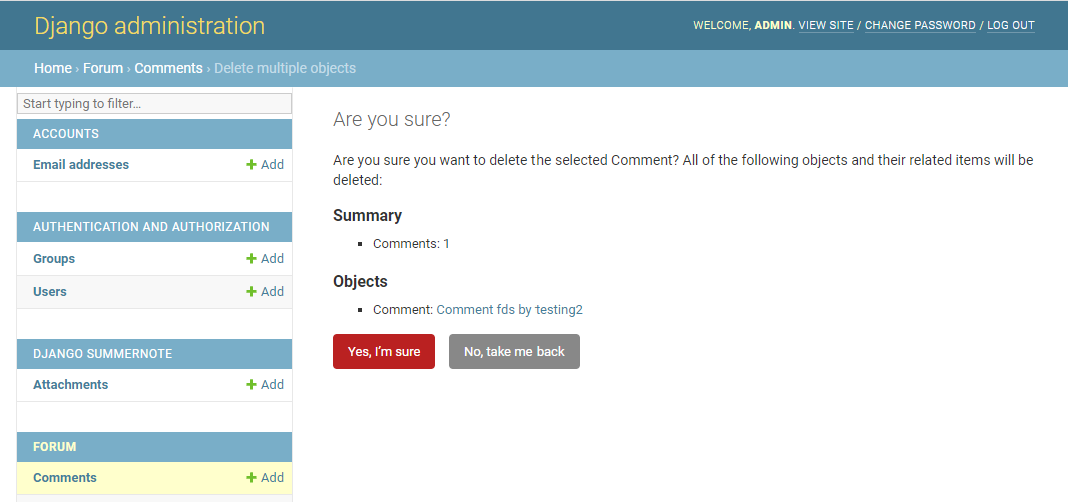 Django administration
WELCOME, ADMIN. VIEW SITE / CHANGE PASSWORD / LOG OUT
Home › Forum › Comments › Delete multiple objects
Start typing to filter...
ACCOUNTS
Email addresses + Add
AUTHENTICATION AND AUTHORIZATION
Groups + Add
Users + Add
DJANGO SUMMERNOTE
Attachments + Add
FORUM
Comments + Add
Are you sure?
Are you sure you want to delete the selected Comment? All of the following objects and their related items will be
deleted:
Summary
Comments: 1
Objects
Comment: Comment fds by testing2
Yes, I'm sure
No, take me back